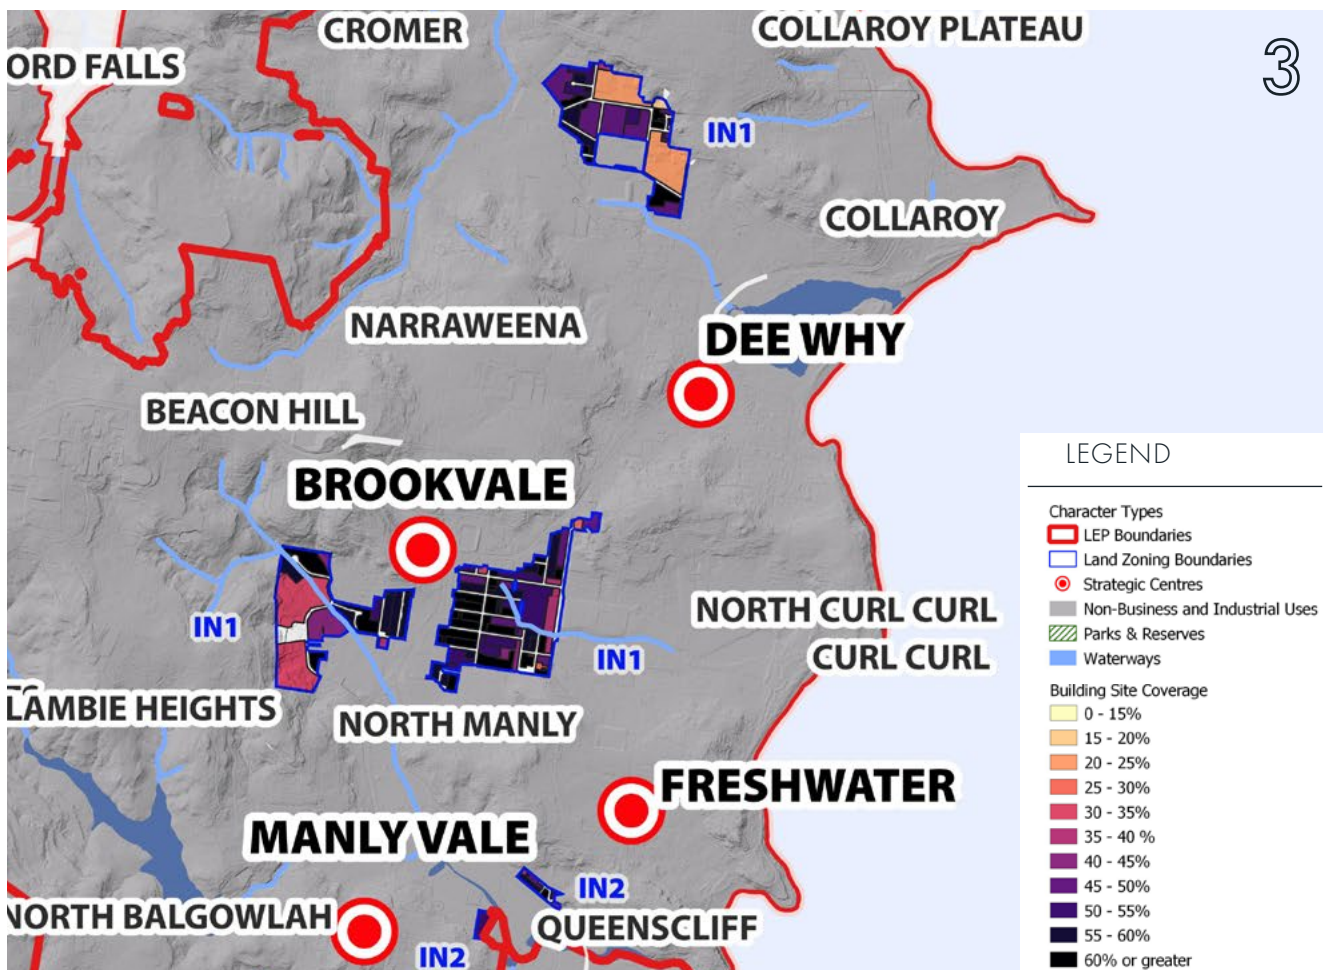 CROMER
COLLAROY PLATEAU
3
ORD FALLS
IN1
COLLAROY
NARRAWEENA
DEE WHY
BEACON HILL
BROOKVALE
NORTH CURL CURL
IN1
IN1
CURL CURL
LAMBIE HEIGHTS
NORTH MANLY
FRESHWATER
MANLY VALE
IN2
NORTH BALGOWLAH
QUEENSCLIFF
IN2
LEGEND
Character Types
LEP Boundaries
Land Zoning Boundaries
Strategic Centres
Non-Business and Industrial Uses
Parks & Reserves
Waterways
Building Site Coverage
0 - 15%
15 - 20%
20 - 25%
25 - 30%
30 - 35%
35 - 40 %
40 - 45%
45 - 50%
50 - 55%
55 - 60%
60% or greater